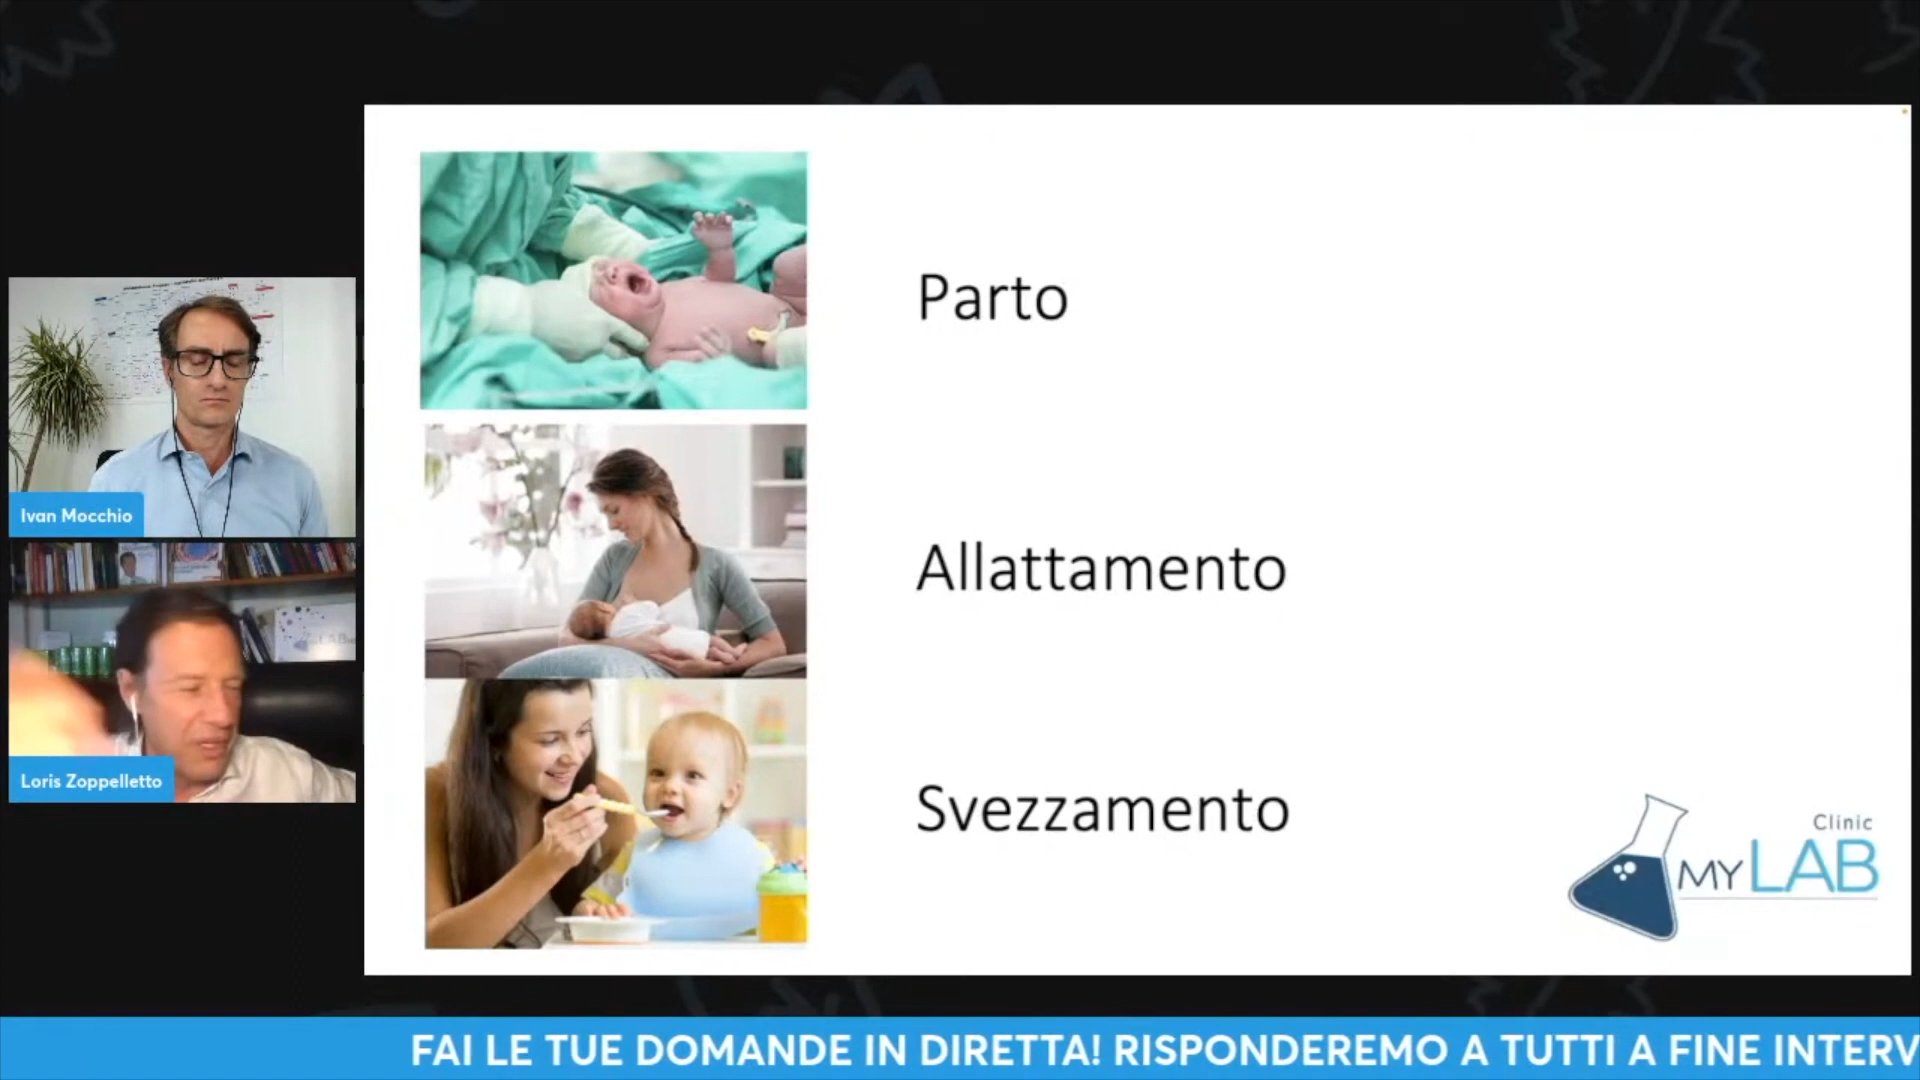 Parto
Ivan Mocchio
Allattamento
Loris Zoppelletto
Svezzamento
Clinic
MY LAB
FAI LE TUE DOMANDE IN DIRETTA! RISPONDEREMO A TUTTI A FINE INTERV